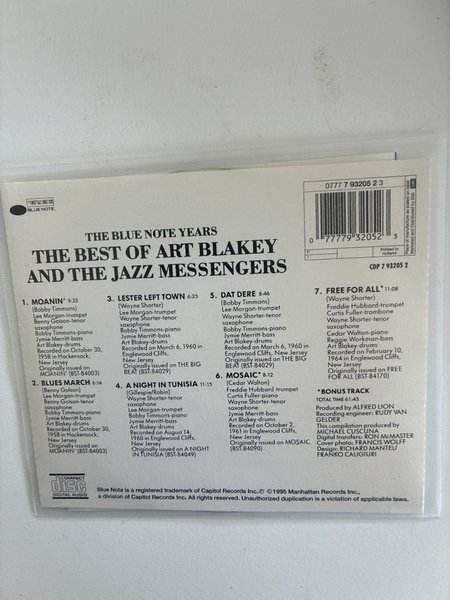 "THE FINEST IN JAZZ SINCE 1939"
BLUE NOTE
0777 7 93205 2 3
0 77779 32052 3
Printed in
Holland
CDP 7 93205 2
THE BLUE NOTE YEARS
THE BEST OF ART BLAKEY
AND THE JAZZ MESSENGERS
1. MOANIN' 9:33
(Bobby Timmons)
Lee Morgan-trumpet
Benny Golson-tenor
saxophone
Bobby Timmons-piano
Jymie Merritt-bass
Art Blakey-drums
Recorded on October 30,
1958 in Hackensack,
New Jersey
Originally issued on
MOANIN' (BST-84003)
2. BLUES MARCH 6:14
(Benny Golson)
Lee Morgan-trumpet
Benny Golson-tenor
saxophone
Bobby Timmons-piano
Jymie Merritt-bass
Art Blakey-drums
Recorded on October 30,
1958 in Hackensack,
New Jersey
Originally issued on
MOANIN' (BST-84003)
3. LESTER LEFT TOWN 6:25
(Wayne Shorter)
Lee Morgan-trumpet
Wayne Shorter-tenor
saxophone
Bobby Timmons-piano
Jymie Merritt-bass
Art Blakey-drums
Recorded on March 6, 1960 in
Englewood Cliffs,
New Jersey
Originally issued on THE BIG
BEAT (BST-84029)
4. A NIGHT IN TUNISIA 11:15
(Gillespie/Robin)
Wayne Shorter-tenor
saxophone
Lee Morgan-trumpet
Bobby Timmons-piano
Jymie Merritt-bass
Art Blakey-drums
Recorded on August 14,
1960 in Englewood Cliffs,
New Jersey
Originally issued on A NIGHT
IN TUNISIA (BST-84049)
5. DAT DERE 8:46
(Bobby Timmons)
Lee Morgan-trumpet
Wayne Shorter-tenor
saxophone
Bobby Timmons-piano
Jymie Merritt-bass
Art Blakey-drums
Recorded on March 6, 1960 in
Englewood Cliffs, New Jersey
Originally issued on THE BIG
BEAT (BST-84029)
6. MOSAIC* 8:12
(Cedar Walton)
Freddie Hubbard-trumpet
Curtis Fuller-piano
Wayne Shorter-tenor
saxophone
Jymie Merritt-bass
Art Blakey-drums
Recorded on October 2,
1961 in Englewood Cliffs,
New Jersey
Originally issued on MOSAIC
(BST-84090)
7. FREE FOR ALL* 11:08
(Wayne Shorter)
Freddie Hubbard-trumpet
Curtis Fuller-trombone
Wayne Shorter-tenor
saxophone
Cedar Walton-piano
Reggie Workman-bass
Art Blakey-drums
Recorded on February 10,
1964 in Englewood Cliffs,
New Jersey
Originally issued on FREE
FOR ALL (BST-84170)
*BONUS TRACK
TOTAL TIME 61:45
Produced by ALFRED LION
Recording engineer: RUDY VAN
GELDER
This compilation produced by
MICHAEL CUSCUNA
Digital transfers: RON McMASTER
Cover photo: FRANCIS WOLFF
Design: RICHARD MANTEL/
FRANKO CALIGIURI
COMPACT
disc
DIGITAL AUDIO
Blue Note is a registered trademark of Capitol Records Inc. ℗ © 1995 Manhattan Records Inc.,
a division of Capitol Records Inc. All rights reserved. Unauthorized duplication is a violation of applicable laws.